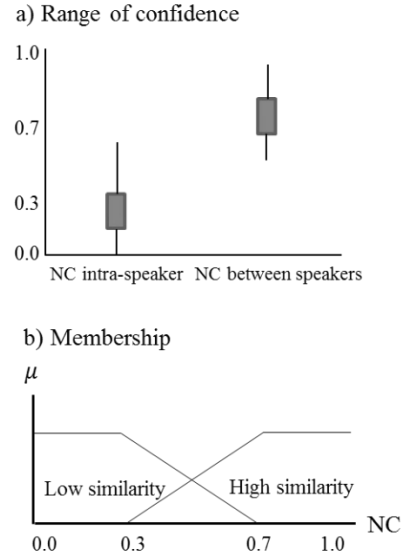 a) Range of confidence
1.0
0.7
0.3
0.0
NC intra-speaker NC between speakers
b) Membership
μ
Low similarity High similarity
NC
0.0 0.3 0.7 1.0